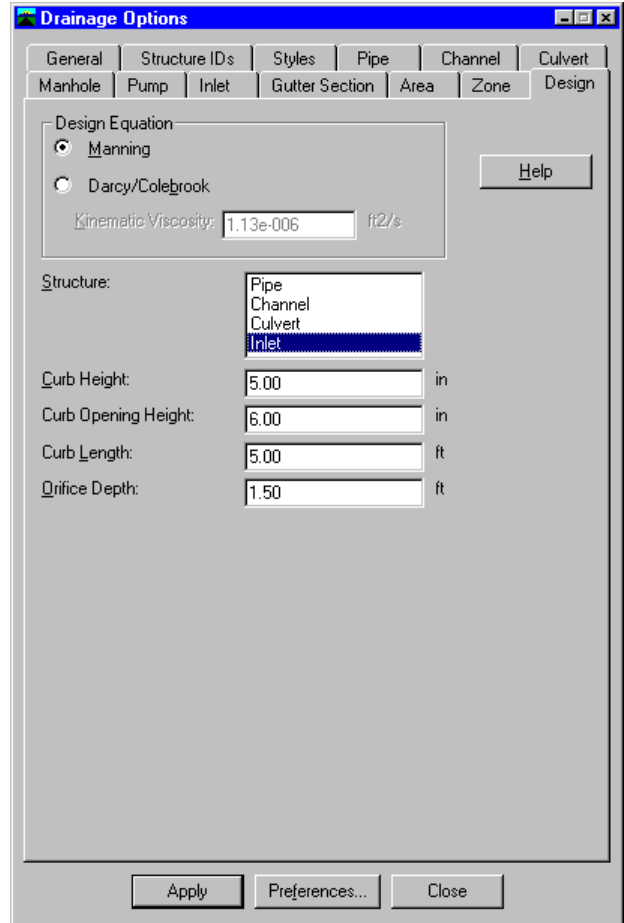 Drainage Options
General Structure IDs Styles Pipe Channel Culvert
Manhole Pump Inlet Gutter Section Area Zone Design
Design Equation
Manning
Help
Darcy/Colebrook
Kinematic Viscosity: 1.13e-006 ft2/s
Structure:
Pipe
Channel
Culvert
Inlet
Curb Height: 5.00 in
Curb Opening Height: 6.00 in
Curb Length: 5.00 ft
Orifice Depth: 1.50 ft
Apply Preferences... Close